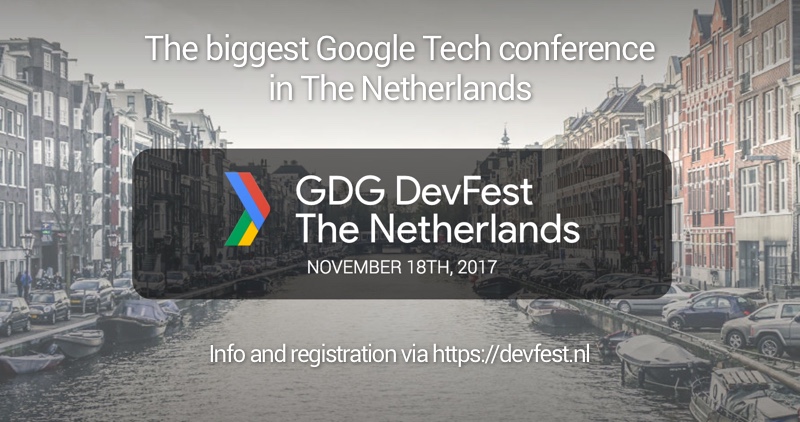 The biggest Google Tech conference
in The Netherlands
GDG DevFest
The Netherlands
NOVEMBER 18TH, 2017
Info and registration via https://devfest.nl